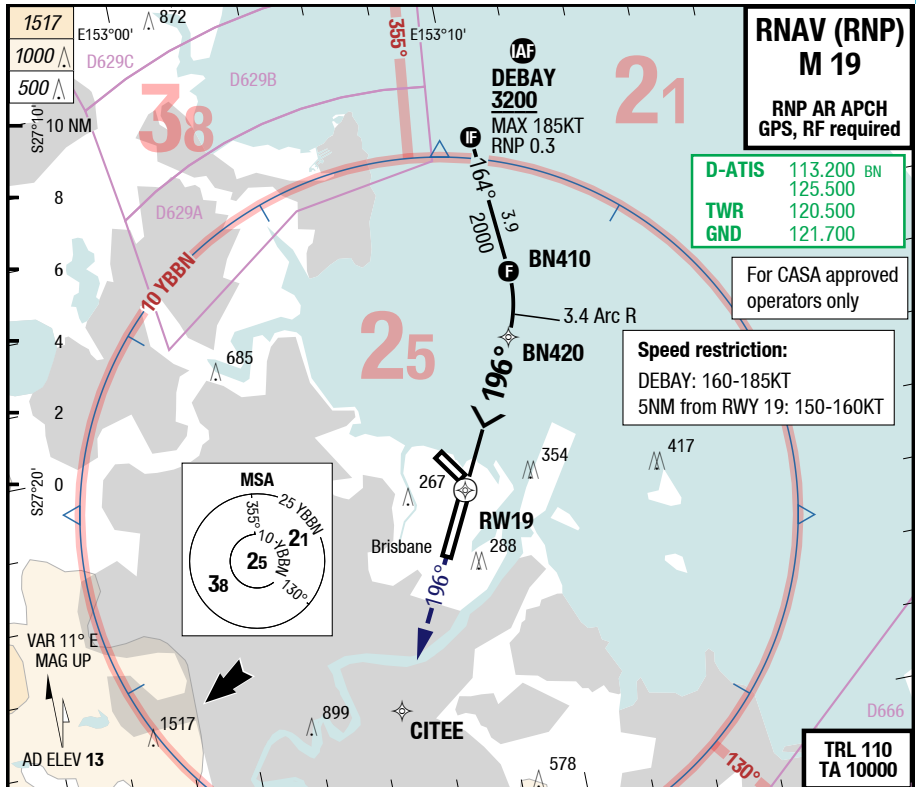 1517
1000
500
872
E153°00'
D629C
D629B
38
355°
E153°10'
IAF
DEBAY
3200
MAX 185KT
RNP 0.3
IF
21
RNAV (RNP)
M 19
RNP AR APCH
GPS, RF required
D-ATIS 113.200 BN
125.500
TWR 120.500
GND 121.700
For CASA approved
operators only
Speed restriction:
DEBAY: 160-185KT
5NM from RWY 19: 150-160KT
S27°10'
10 NM
8
6
4
2
0
S27°20'
D629A
10 YBBN
164°
3.9
2000
F
BN410
3.4 Arc R
BN420
25
196°
685
354
417
267
RW19
288
Brisbane
196°
MSA
25 YBBN
355°
10 YBBN
21
25
38
130°
VAR 11° E
MAG UP
1517
AD ELEV 13
899
CITEE
578
130°
D666
TRL 110
TA 10000